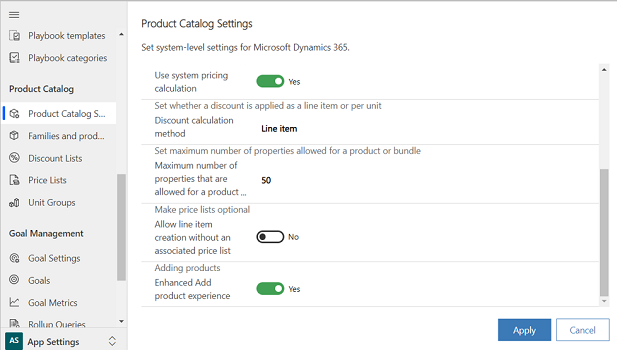 Playbook templates
Playbook categories
Product Catalog
Product Catalog S...
Families and prod...
Discount Lists
Price Lists
Unit Groups
Goal Management
Goal Settings
Goals
Goal Metrics
Rollup Queries
AS
App Settings
Product Catalog Settings
Set system-level settings for Microsoft Dynamics 365.
Use system pricing
calculation
Yes
Set whether a discount is applied as a line item or per unit
Discount calculation
method
Line item
Set maximum number of properties allowed for a product or bundle
Maximum number of
properties that are
allowed for a product ...
50
Make price lists optional
Allow line item
creation without an
associated price list
No
Adding products
Enhanced Add
product experience
Yes
Apply
Cancel